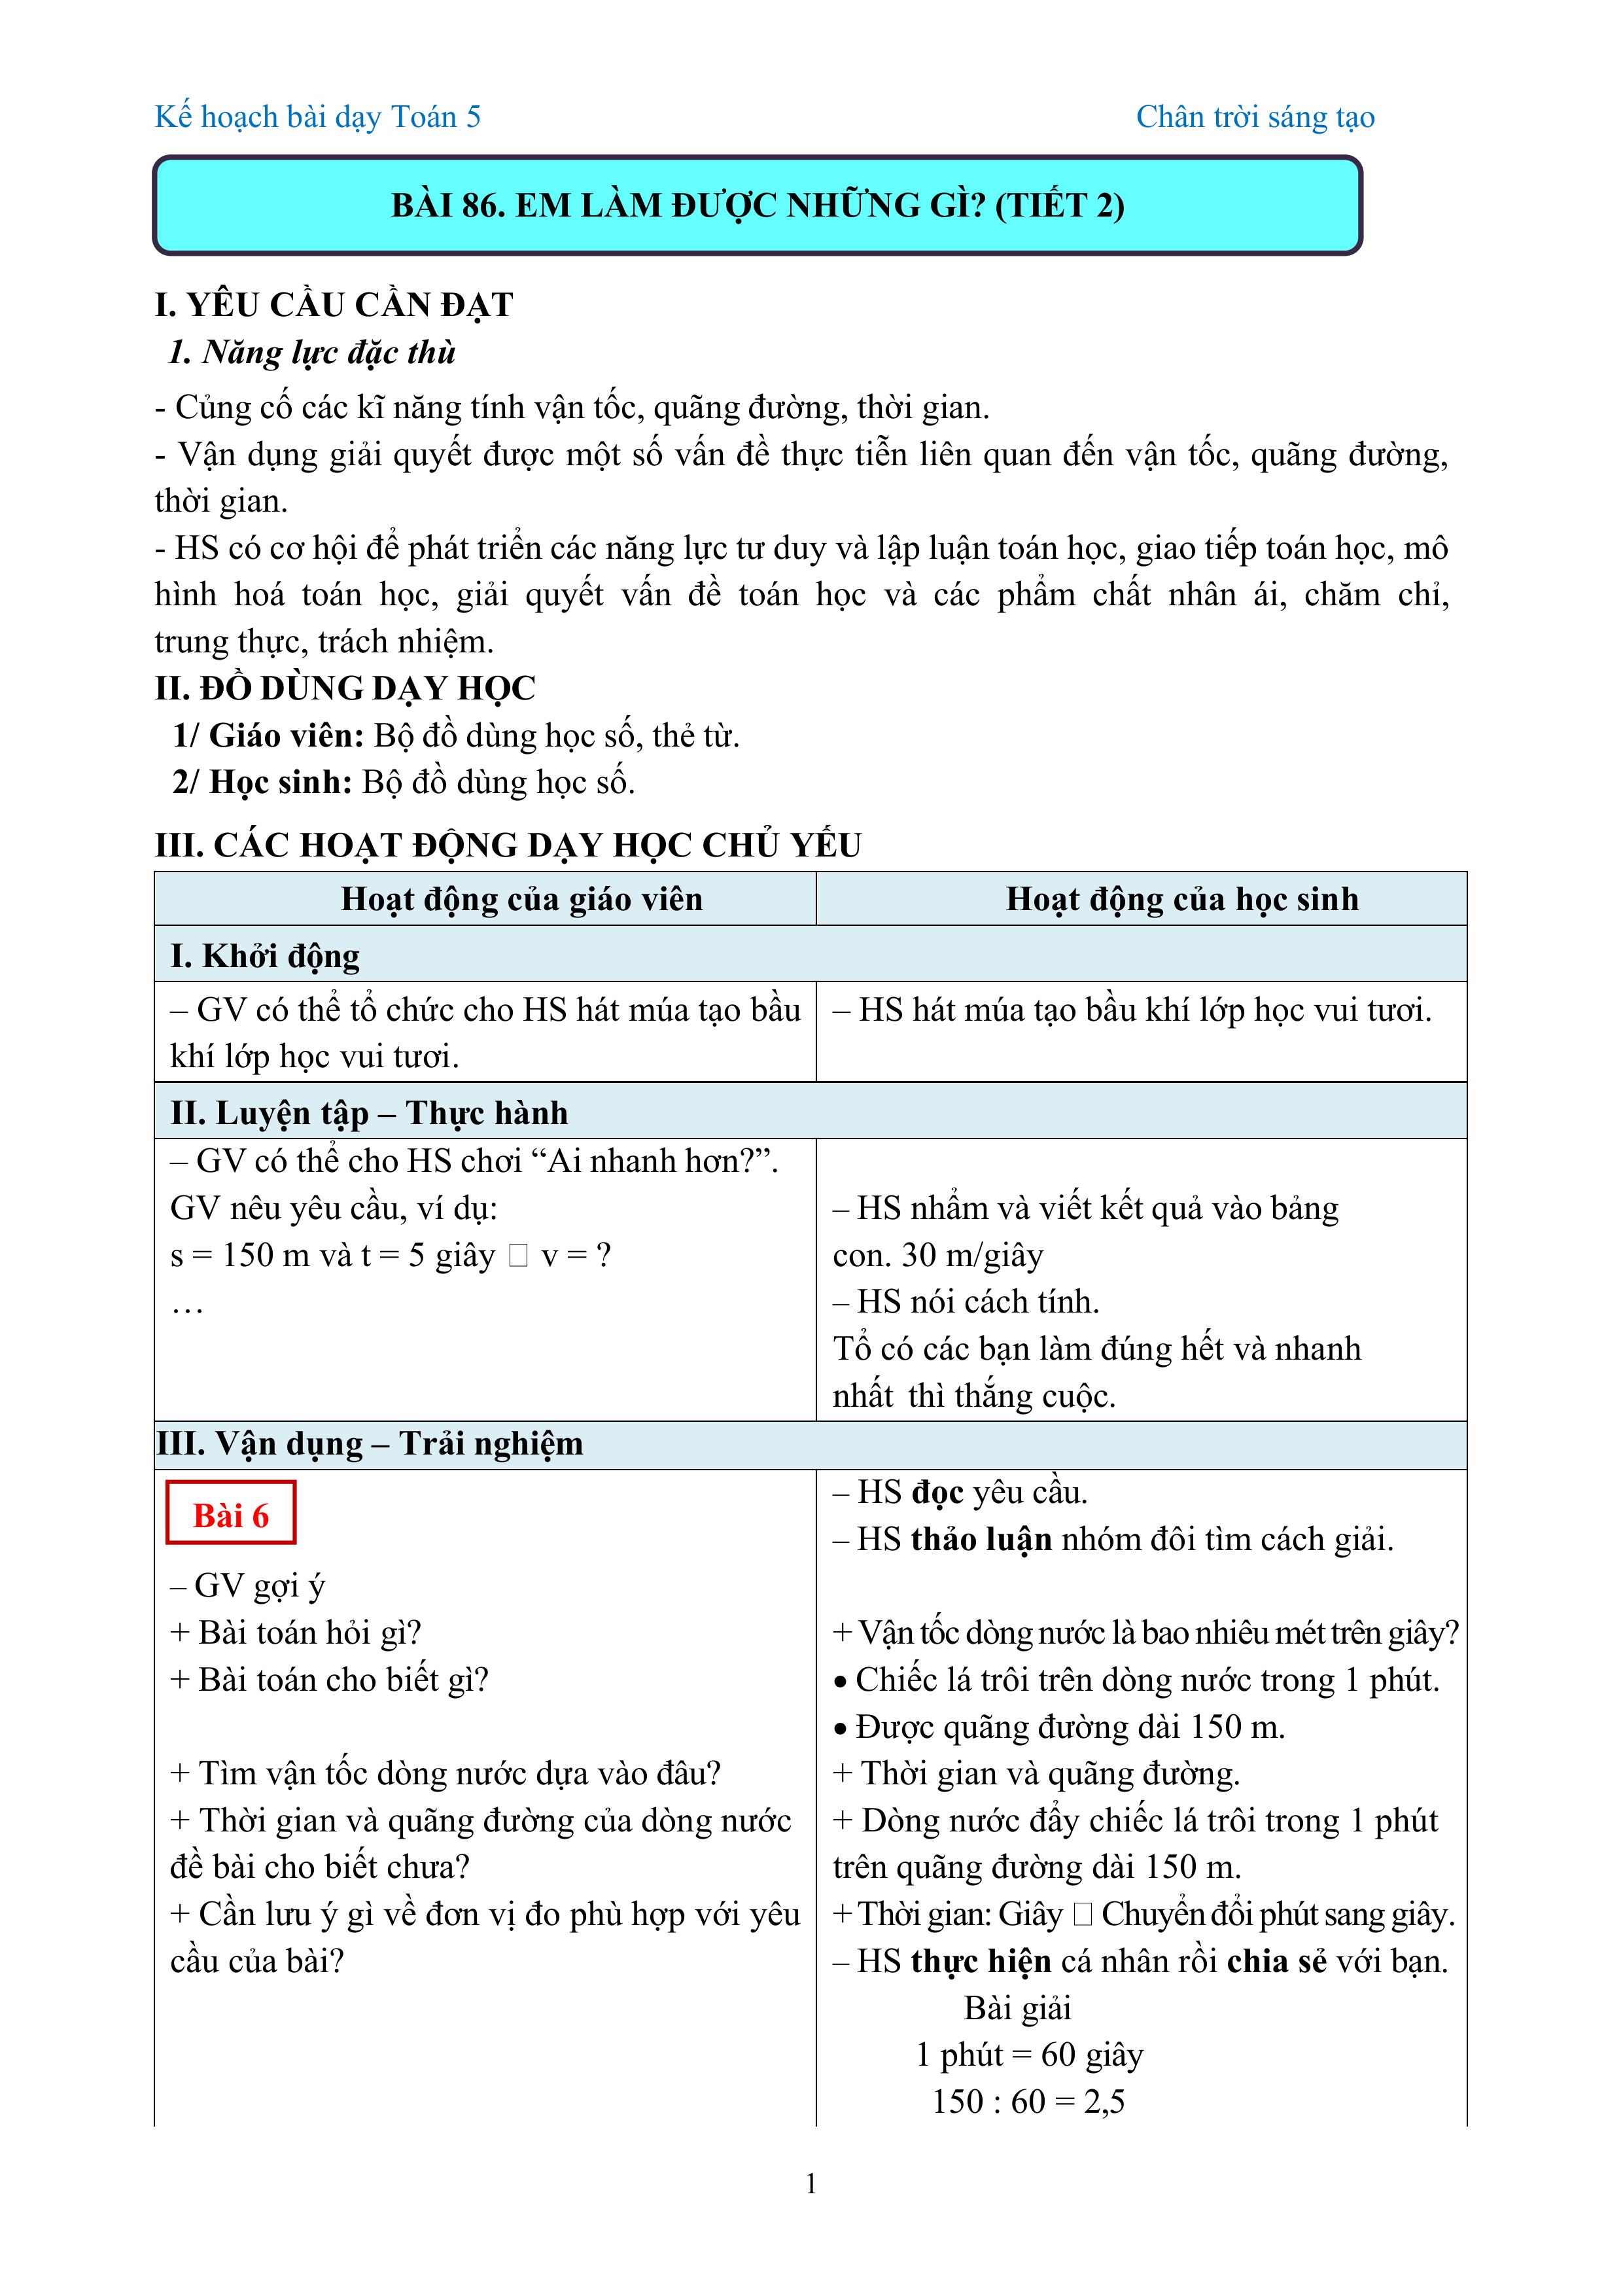 Kế hoạch bài dạy Toán 5 Chân trời sáng tạo
BÀI 86. EM LÀM ĐƯỢC NHỮNG GÌ? (TIẾT 2)
I. YÊU CẦU CẦN ĐẠT
1. Năng lực đặc thù
- Củng cố các kĩ năng tính vận tốc, quãng đường, thời gian.
- Vận dụng giải quyết được một số vấn đề thực tiễn liên quan đến vận tốc, quãng đường,
thời gian.
- HS có cơ hội để phát triển các năng lực tư duy và lập luận toán học, giao tiếp toán học, mô
hình hoá toán học, giải quyết vấn đề toán học và các phẩm chất nhân ái, chăm chỉ,
trung thực, trách nhiệm.
II. ĐỒ DÙNG DẠY HỌC
1/ Giáo viên: Bộ đồ dùng học số, thẻ từ.
2/ Học sinh: Bộ đồ dùng học số.
III. CÁC HOẠT ĐỘNG DẠY HỌC CHỦ YẾU
Hoạt động của giáo viên
Hoạt động của học sinh
I. Khởi động
– GV có thể tổ chức cho HS hát múa tạo bầu
khí lớp học vui tươi.
– HS hát múa tạo bầu khí lớp học vui tươi.
II. Luyện tập – Thực hành
– GV có thể cho HS chơi “Ai nhanh hơn?”.
GV nêu yêu cầu, ví dụ:
s = 150 m và t = 5 giây □ v = ?
…
– HS nhẩm và viết kết quả vào bảng
con. 30 m/giây
– HS nói cách tính.
Tổ có các bạn làm đúng hết và nhanh
nhất thì thắng cuộc.
III. Vận dụng – Trải nghiệm
Bài 6
– GV gợi ý
+ Bài toán hỏi gì?
+ Bài toán cho biết gì?
+ Tìm vận tốc dòng nước dựa vào đâu?
+ Thời gian và quãng đường của dòng nước
đề bài cho biết chưa?
+ Cần lưu ý gì về đơn vị đo phù hợp với yêu
cầu của bài?
– HS đọc yêu cầu.
– HS thảo luận nhóm đôi tìm cách giải.
+ Vận tốc dòng nước là bao nhiêu mét trên giây?
• Chiếc lá trôi trên dòng nước trong 1 phút.
• Được quãng đường dài 150 m.
+ Thời gian và quãng đường.
+ Dòng nước đẩy chiếc lá trôi trong 1 phút
trên quãng đường dài 150 m.
+ Thời gian: Giây □ Chuyển đổi phút sang giây.
– HS thực hiện cá nhân rồi chia sẻ với bạn.
Bài giải
1 phút = 60 giây
150 : 60 = 2,5
1